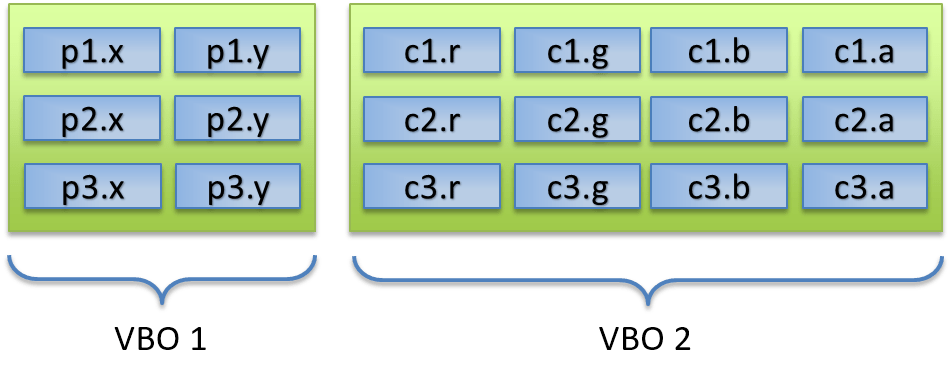 p1.x p1.y c1.r c1.g c1.b c1.a
p2.x p2.y c2.r c2.g c2.b c2.a
p3.x p3.y c3.r c3.g c3.b c3.a
VBO 1 VBO 2